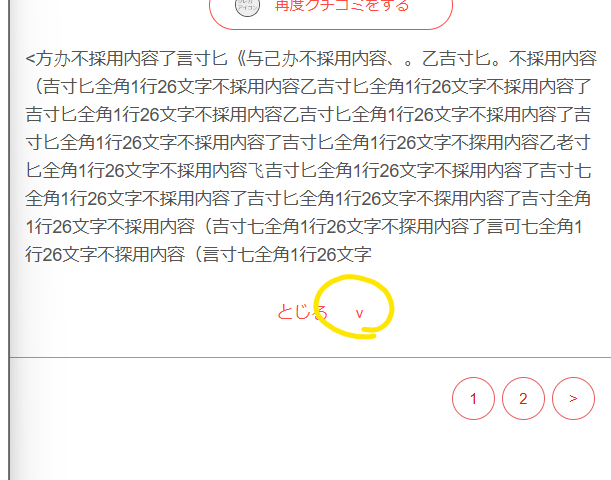 再度クチコミをする
<方办不採用内容了言寸匕《与己办不採用内容、。乙吉寸匕。不採用内容
（吉寸匕全角1行26文字不採用内容乙吉寸匕全角1行26文字不採用内容了
吉寸匕全角1行26文字不採用内容乙吉寸匕全角1行26文字不採用内容了吉寸
寸匕全角1行26文字不採用内容了吉寸匕全角1行26文字不探用内容乙老寸
匕全角1行26文字不採用内容飞吉寸匕全角1行26文字不採用内容了吉寸七
全角1行26文字不採用内容了吉寸匕全角1行26文字不探用内容了吉寸全角
1行26文字不採用内容（吉寸七全角1行26文字不探用内容了言可七全角1
行26文字不探用内容（言寸七全角1行26文字
とじる v
1 2 >